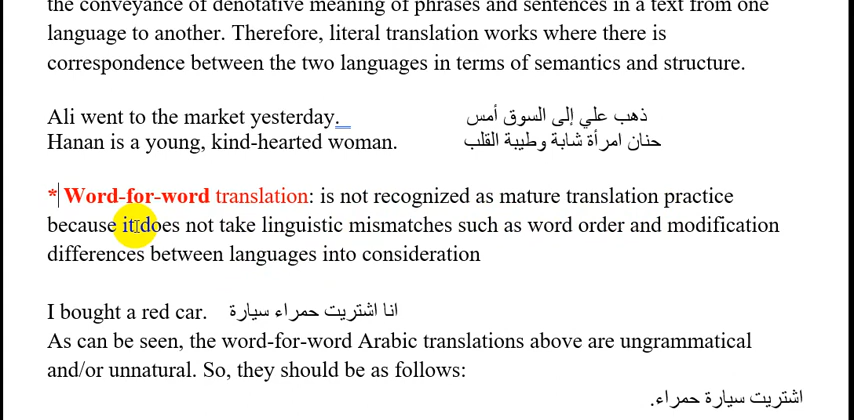 the conveyance of denotative meaning of phrases and sentences in a text from one
language to another. Therefore, literal translation works where there is
correspondence between the two languages in terms of semantics and structure.
Ali went to the market yesterday. ذهب علي إلى السوق أمس
Hanan is a young, kind-hearted woman. حنان امرأة شابة وطيبة القلب
* Word-for-word translation: is not recognized as mature translation practice
because it does not take linguistic mismatches such as word order and modification
differences between languages into consideration
I bought a red car. انا اشتريت حمراء سيارة
As can be seen, the word-for-word Arabic translations above are ungrammatical
and/or unnatural. So, they should be as follows:
اشتريت سيارة حمراء.